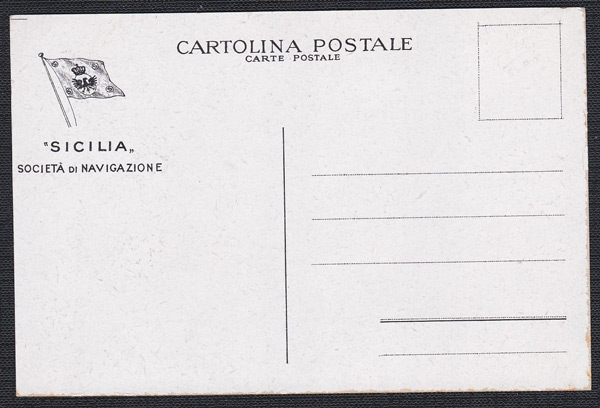 CARTOLINA POSTALE
CARTE POSTALE
"SICILIA„
SOCIETÀ DI NAVIGAZIONE